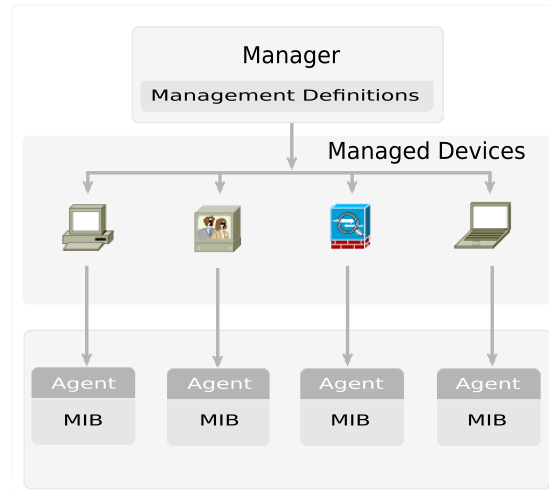 Manager
Management Definitions
Managed Devices
Agent Agent Agent Agent
MIB MIB MIB MIB